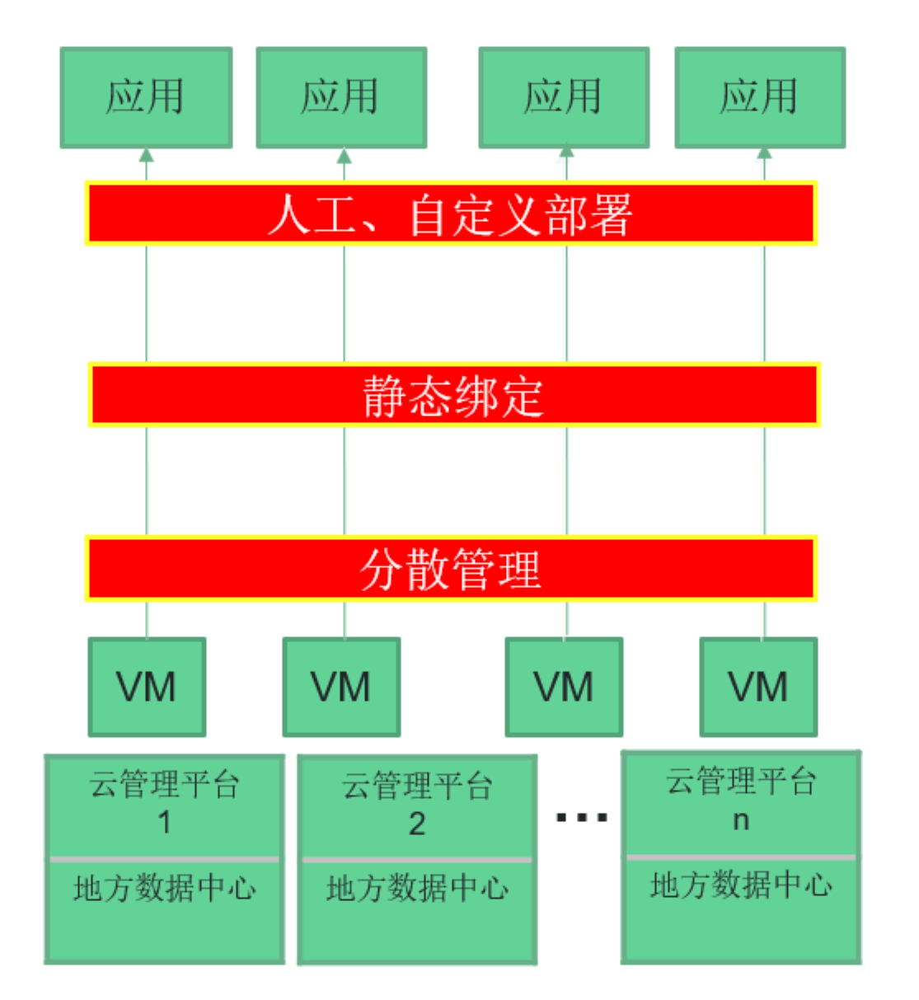 应用
应用
应用
应用
人工、自定义部署
静态绑定
分散管理
VM
VM
VM
VM
云管理平台
1
地方数据中心
云管理平台
2
地方数据中心
...
云管理平台
n
地方数据中心